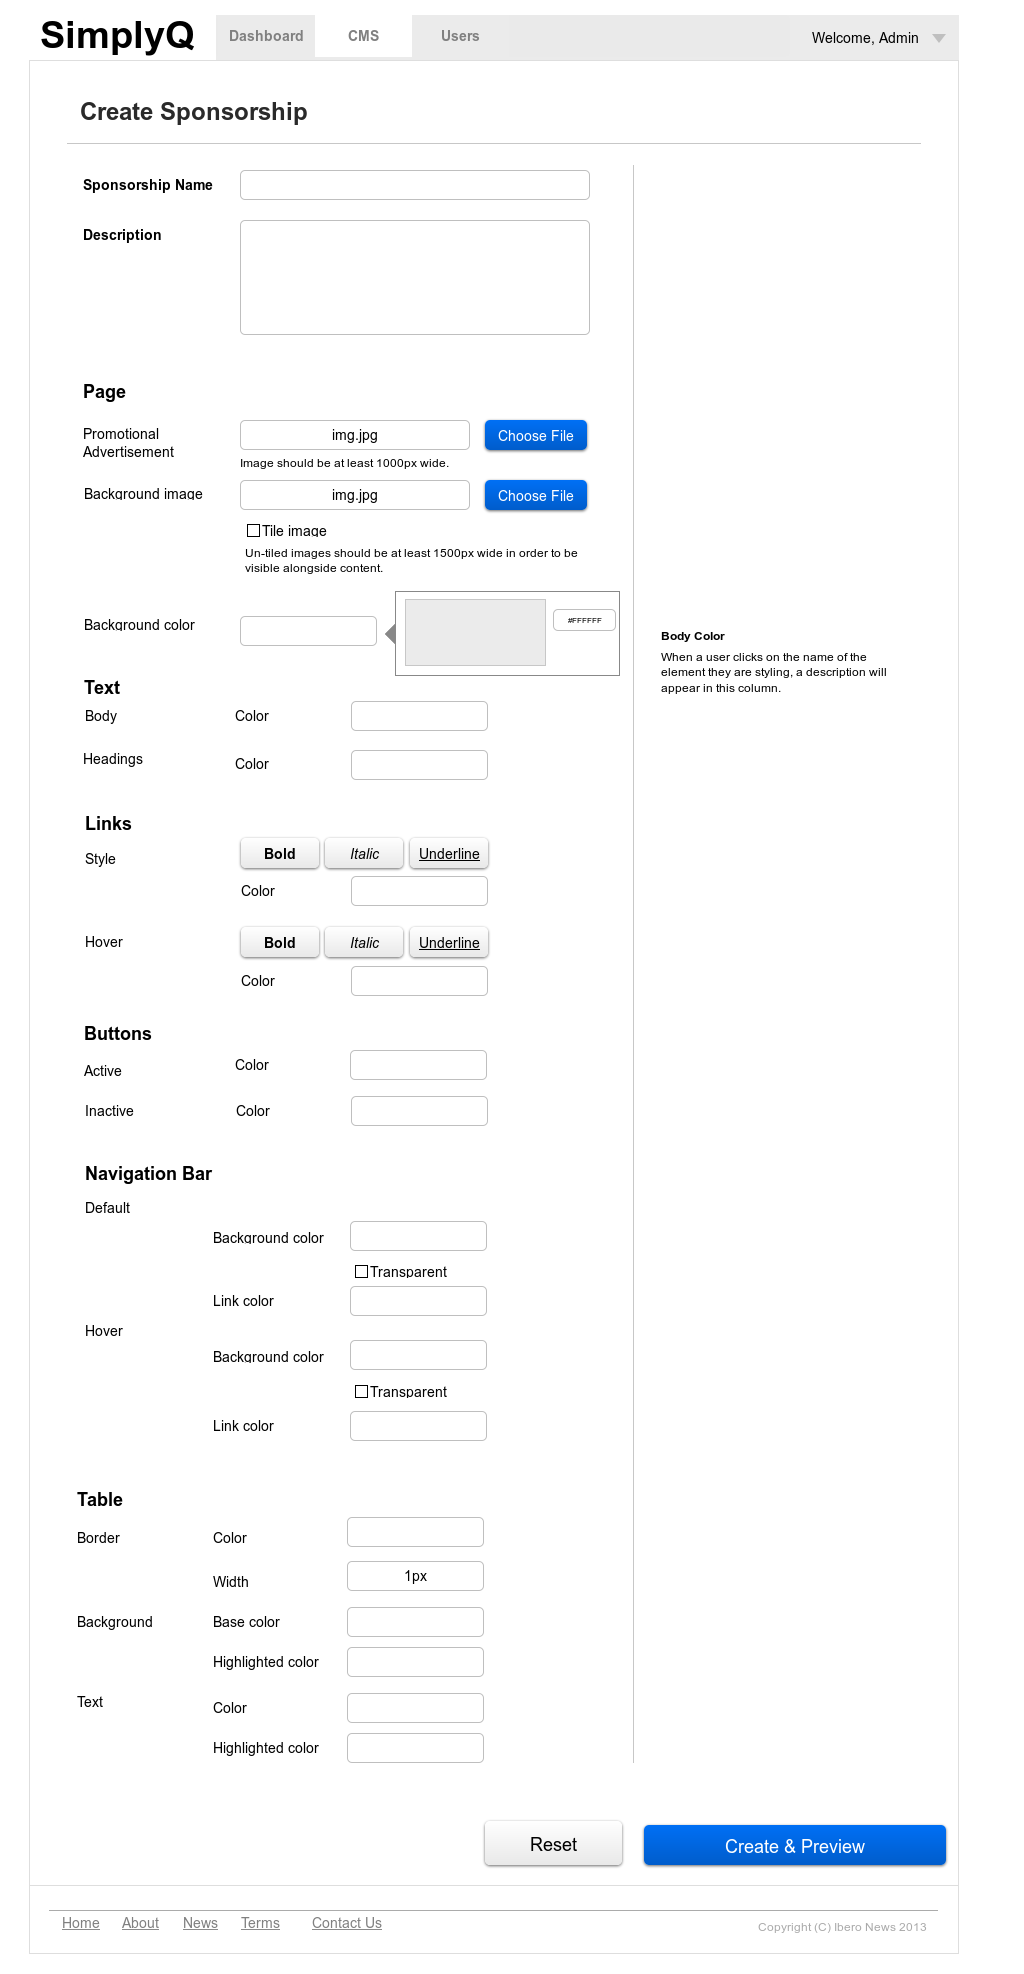 SimplyQ
Dashboard
CMS
Users
Welcome, Admin
Create Sponsorship
Sponsorship Name
Description
Page
Promotional
Advertisement
img.jpg
Choose File
Image should be at least 1000px wide.
Background image
img.jpg
Choose File
Tile image
Un-tiled images should be at least 1500px wide in order to be
visible alongside content.
Background color
#FFFFFF
Body Color
When a user clicks on the name of the
element they are styling, a description will
appear in this column.
Text
Body
Color
Headings
Color
Links
Style
Bold
Italic
Underline
Color
Hover
Bold
Italic
Underline
Color
Buttons
Active
Color
Inactive
Color
Navigation Bar
Default
Background color
Transparent
Link color
Hover
Background color
Transparent
Link color
Table
Border
Color
Width
1px
Background
Base color
Highlighted color
Text
Color
Highlighted color
Reset
Create & Preview
Home
About
News
Terms
Contact Us
Copyright (C) Ibero News 2013